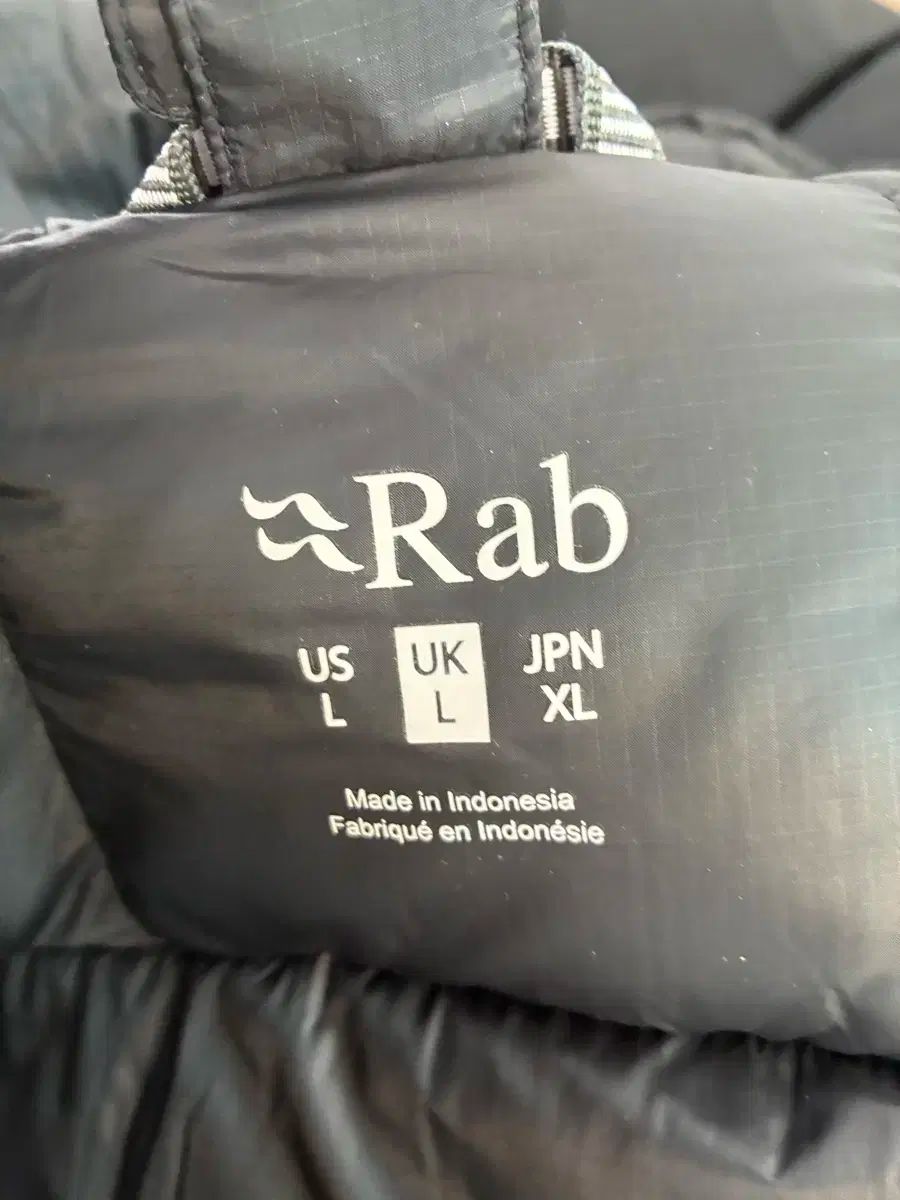 Rab
US UK JPN
L L XL
Made in Indonesia
Fabriqué en Indonésie